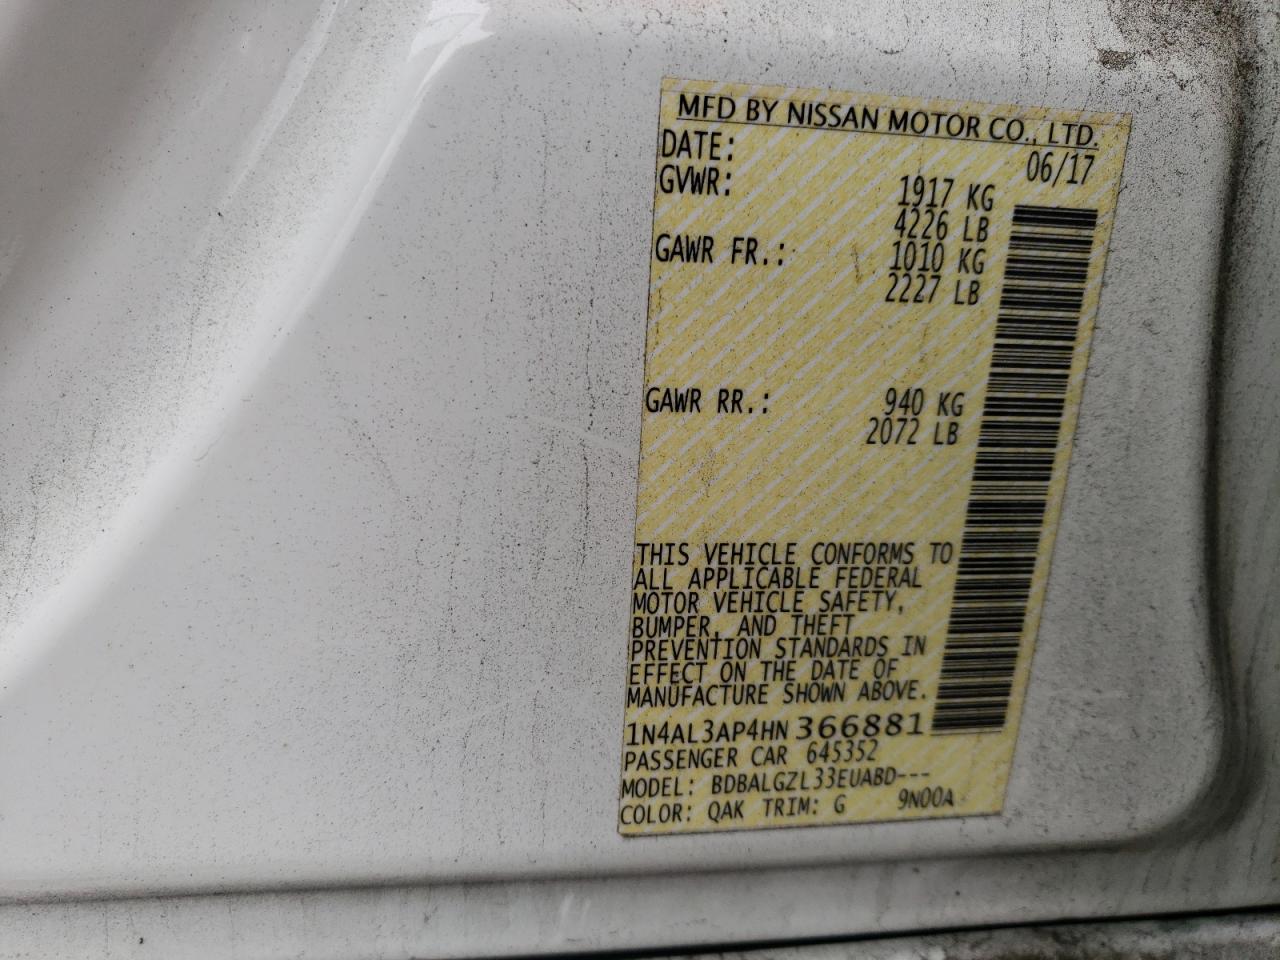 MFD BY NISSAN MOTOR CO., LTD.
DATE: 06/17
GVWR: 1917 KG
4226 LB
GAWR FR.: 1010 KG
2227 LB
GAWR RR.: 940 KG
2072 LB
THIS VEHICLE CONFORMS TO
ALL APPLICABLE FEDERAL
MOTOR VEHICLE SAFETY,
BUMPER, AND THEFT
PREVENTION STANDARDS IN
EFFECT ON THE DATE OF
MANUFACTURE SHOWN ABOVE.
1N4AL3AP4HN 366881
PASSENGER CAR 645352
MODEL: BDBALGZL33EUABD---
COLOR: QAK TRIM: G 9N00A